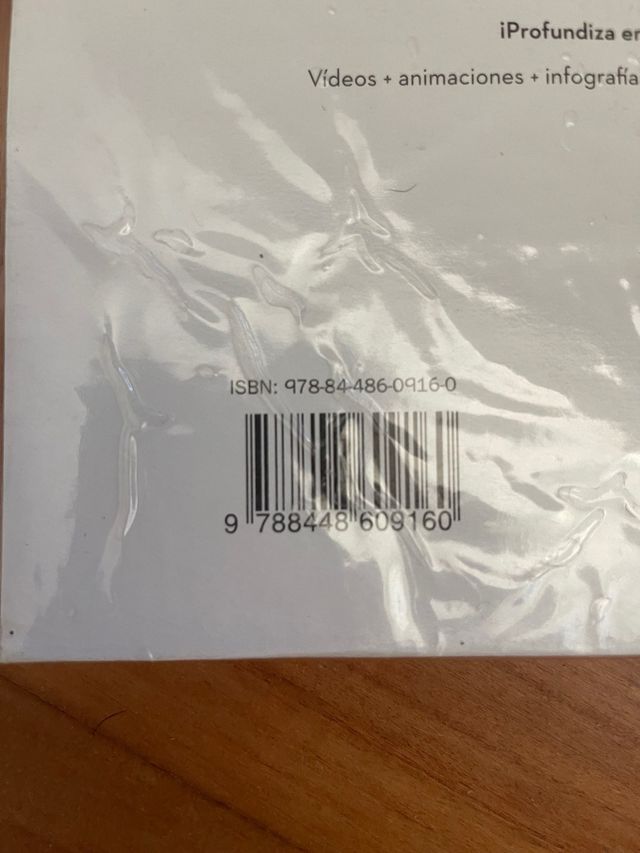 ¡Profundiza en
Vídeos + animaciones + infografía
ISBN: 978-84-486-0916-0
9 788448 609160